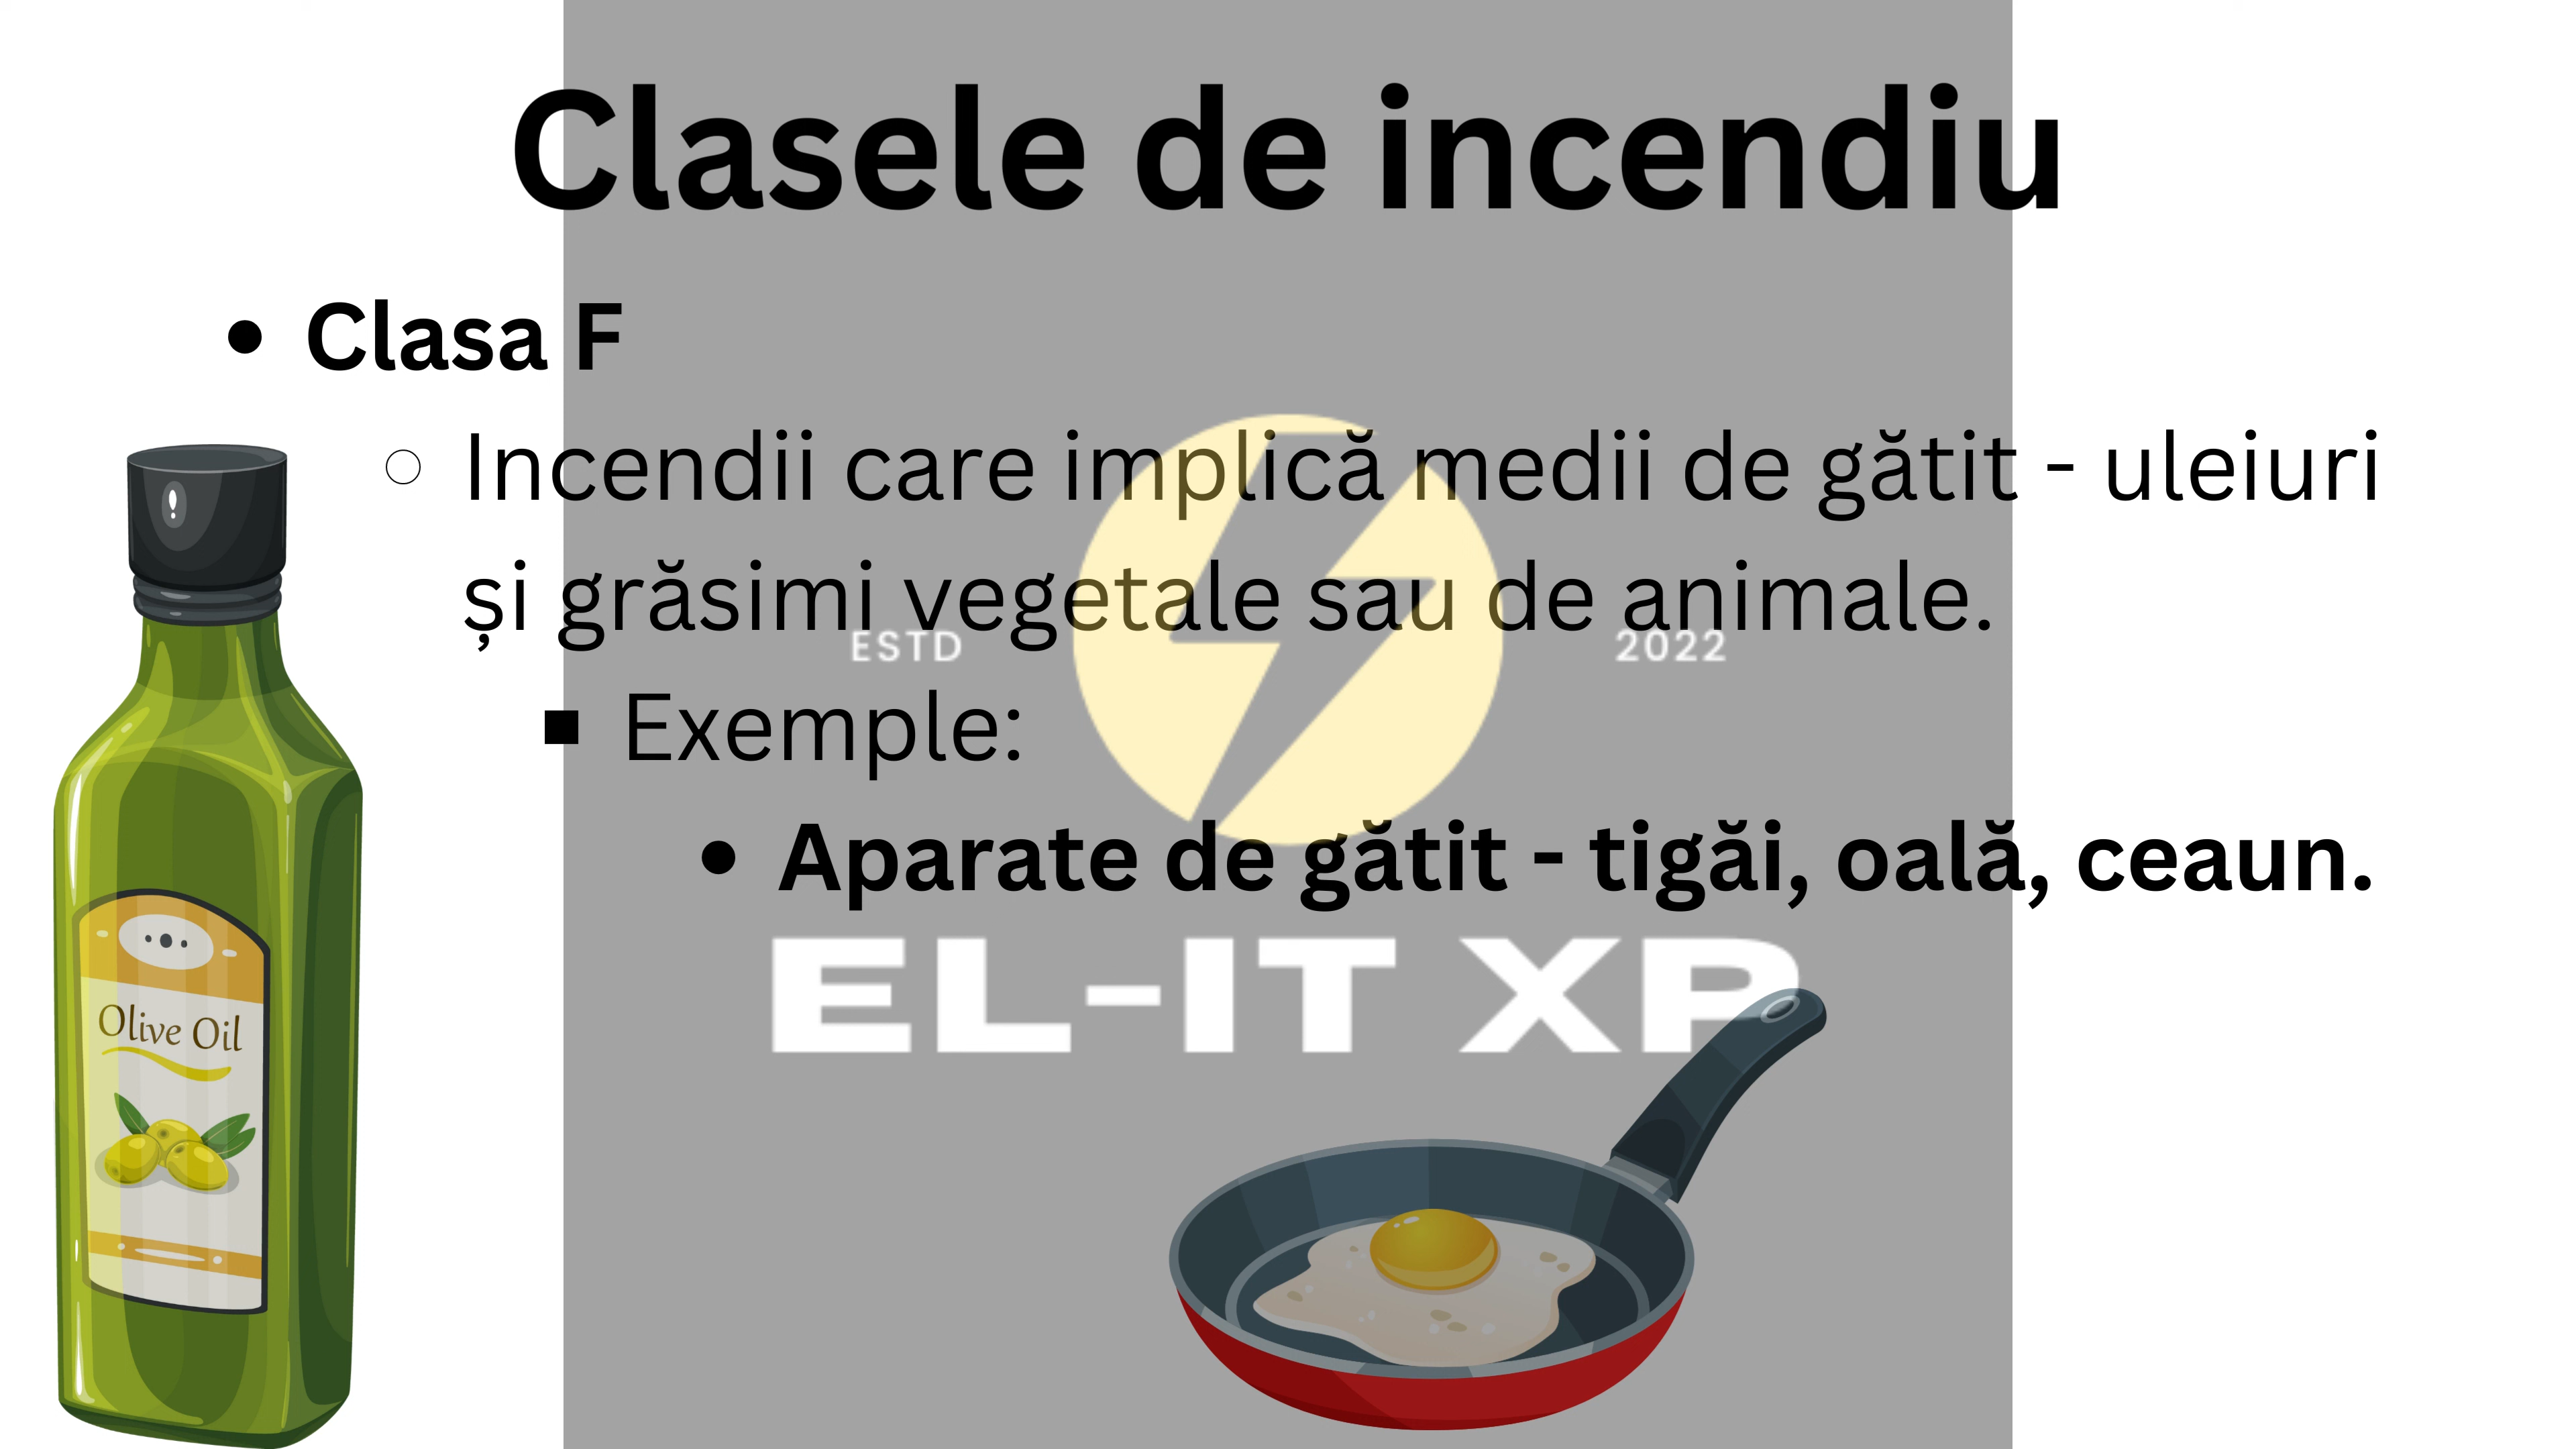 Clasele de incendiu
Clasa F
Incendii care implică medii de gătit - uleiuri
și grăsimi vegetale sau de animale.
ESTD 2022
Exemple:
Aparate de gătit - tigăi, oală, ceaun.
EL-IT XP
Olive Oil